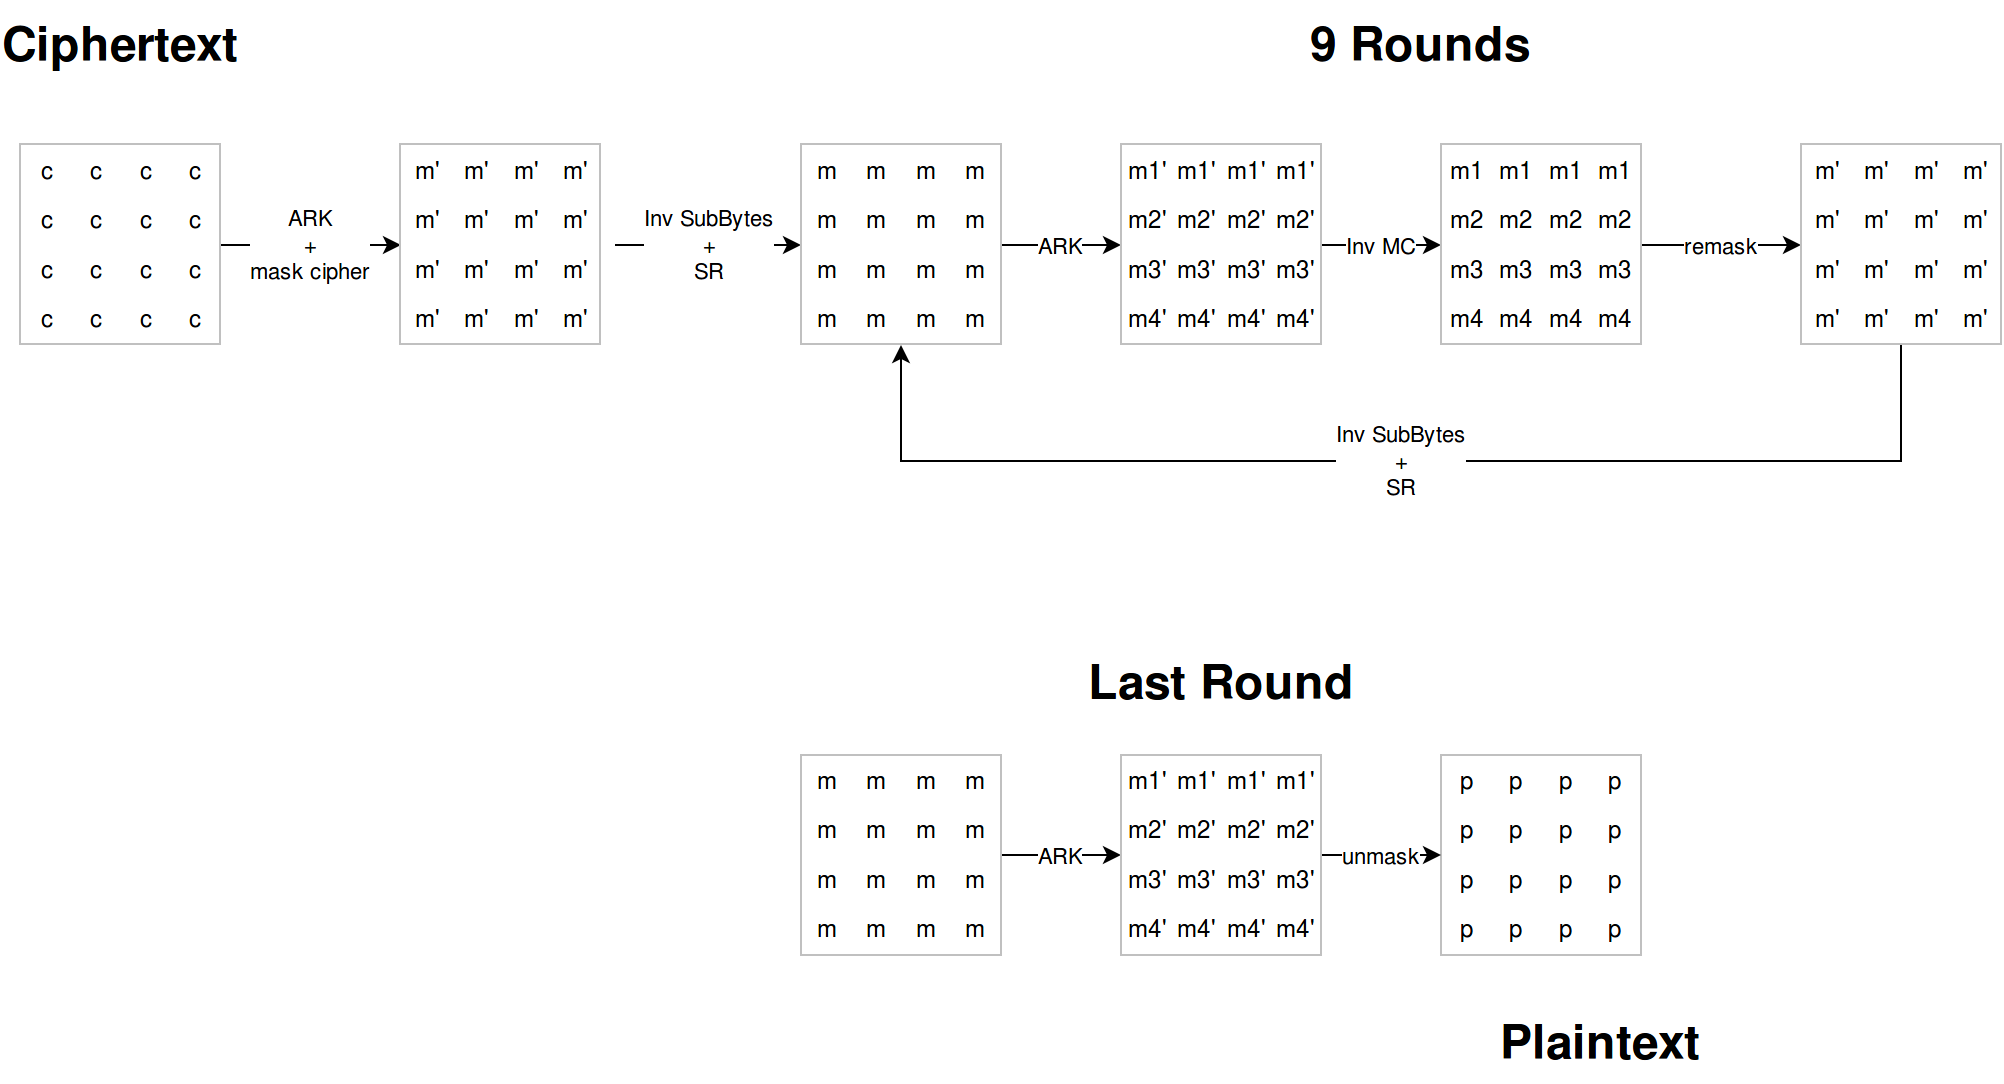 Ciphertext
9 Rounds
c c c c
c c c c
c c c c
c c c c
ARK
+
mask cipher
m' m' m' m'
m' m' m' m'
m' m' m' m'
m' m' m' m'
Inv SubBytes
+
SR
m m m m
m m m m
m m m m
m m m m
ARK
m1' m1' m1' m1'
m2' m2' m2' m2'
m3' m3' m3' m3'
m4' m4' m4' m4'
Inv MC
m1 m1 m1 m1
m2 m2 m2 m2
m3 m3 m3 m3
m4 m4 m4 m4
remask
m' m' m' m'
m' m' m' m'
m' m' m' m'
m' m' m' m'
Inv SubBytes
+
SR
Last Round
m m m m
m m m m
m m m m
m m m m
ARK
m1' m1' m1' m1'
m2' m2' m2' m2'
m3' m3' m3' m3'
m4' m4' m4' m4'
unmask
p p p p
p p p p
p p p p
p p p p
Plaintext